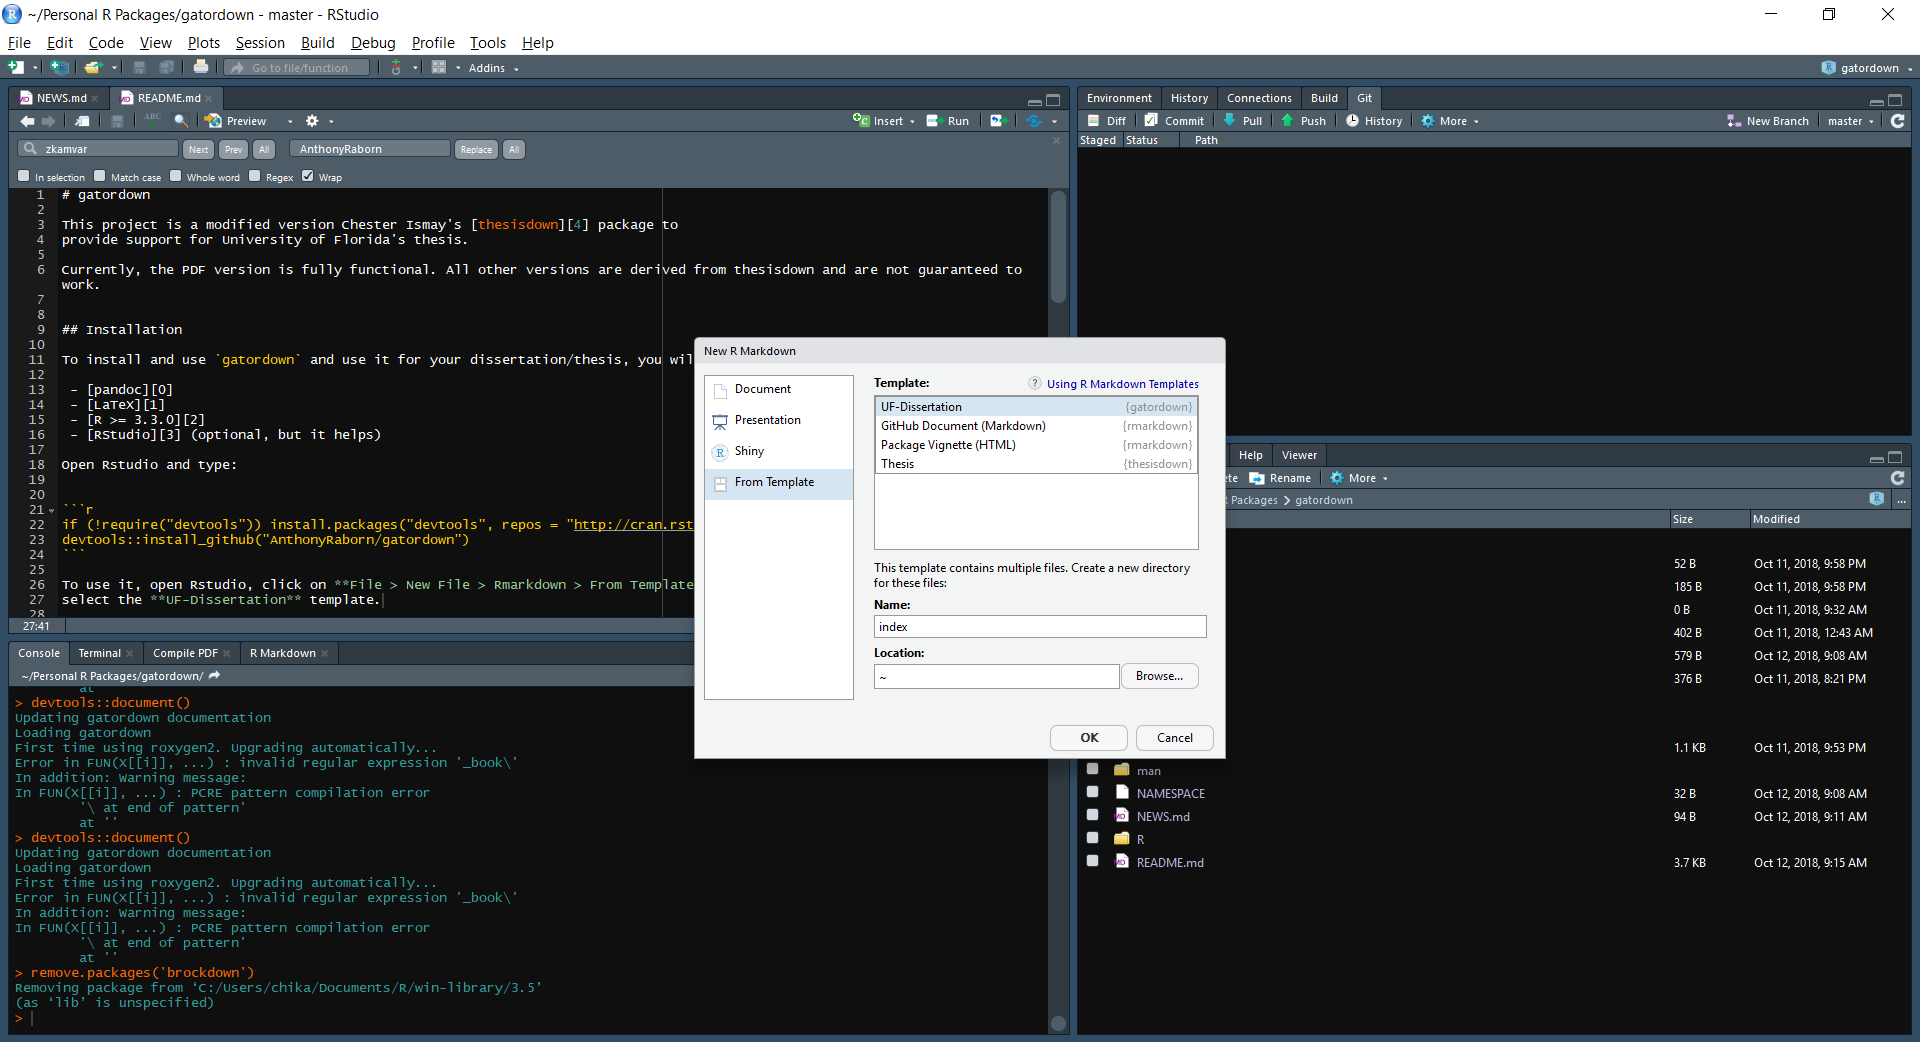 ~/Personal R Packages/gatordown - master - RStudio
File Edit Code View Plots Session Build Debug Profile Tools Help
Go to file/function Addins gatordown
NEWS.md README.md
ABC Preview Insert Run
zkamvar Next Prev All AnthonyRaborn Replace All
In selection Match case Whole word Regex Wrap
1 # gatordown
2
3 This project is a modified version Chester Ismay's [thesisdown][4] package to
4 provide support for University of Florida's thesis.
5
6 Currently, the PDF version is fully functional. All other versions are derived from thesisdown and are not guaranteed to
work.
7
8
9 ## Installation
10
11 To install and use `gatordown` and use it for your dissertation/thesis, you wil
12
13 - [pandoc][0]
14 - [LaTeX][1]
15 - [R >= 3.3.0][2]
16 - [RStudio][3] (optional, but it helps)
17
18 Open Rstudio and type:
19
20
21 ```r
22 if (!require("devtools")) install.packages("devtools", repos = "http://cran.rst
23 devtools::install_github("AnthonyRaborn/gatordown")
24 ```
25
26 To use it, open Rstudio, click on **File > New File > Rmarkdown > From Template
27 select the **UF-Dissertation** template.
28
27:41
Console Terminal Compile PDF R Markdown
~/Personal R Packages/gatordown/
at
> devtools::document()
Updating gatordown documentation
Loading gatordown
First time using roxygen2. Upgrading automatically...
Error in FUN(X[[i]], ...) : invalid regular expression '_book\'
In addition: Warning message:
In FUN(X[[i]], ...) : PCRE pattern compilation error
'\ at end of pattern'
at ''
> devtools::document()
Updating gatordown documentation
Loading gatordown
First time using roxygen2. Upgrading automatically...
Error in FUN(X[[i]], ...) : invalid regular expression '_book\'
In addition: Warning message:
In FUN(X[[i]], ...) : PCRE pattern compilation error
'\ at end of pattern'
at ''
> remove.packages('brockdown')
Removing package from ‘C:/Users/chika/Documents/R/win-library/3.5’
(as ‘lib’ is unspecified)
>
New R Markdown
Document
Presentation
Shiny
From Template
Template: Using R Markdown Templates
UF-Dissertation {gatordown}
GitHub Document (Markdown) {rmarkdown}
Package Vignette (HTML) {rmarkdown}
Thesis {thesisdown}
This template contains multiple files. Create a new directory
for these files:
Name:
index
Location:
~ Browse...
OK Cancel
Environment History Connections Build Git
Diff Commit Pull Push History More New Branch master
Staged Status Path
Help Viewer
ete Rename More
R Packages > gatordown ...
Size Modified
52 B Oct 11, 2018, 9:58 PM
185 B Oct 11, 2018, 9:58 PM
0 B Oct 11, 2018, 9:32 AM
402 B Oct 11, 2018, 12:43 AM
579 B Oct 12, 2018, 9:08 AM
376 B Oct 11, 2018, 8:21 PM
1.1 KB Oct 11, 2018, 9:53 PM
man
NAMESPACE 32 B Oct 12, 2018, 9:08 AM
NEWS.md 94 B Oct 12, 2018, 9:11 AM
R
README.md 3.7 KB Oct 12, 2018, 9:15 AM